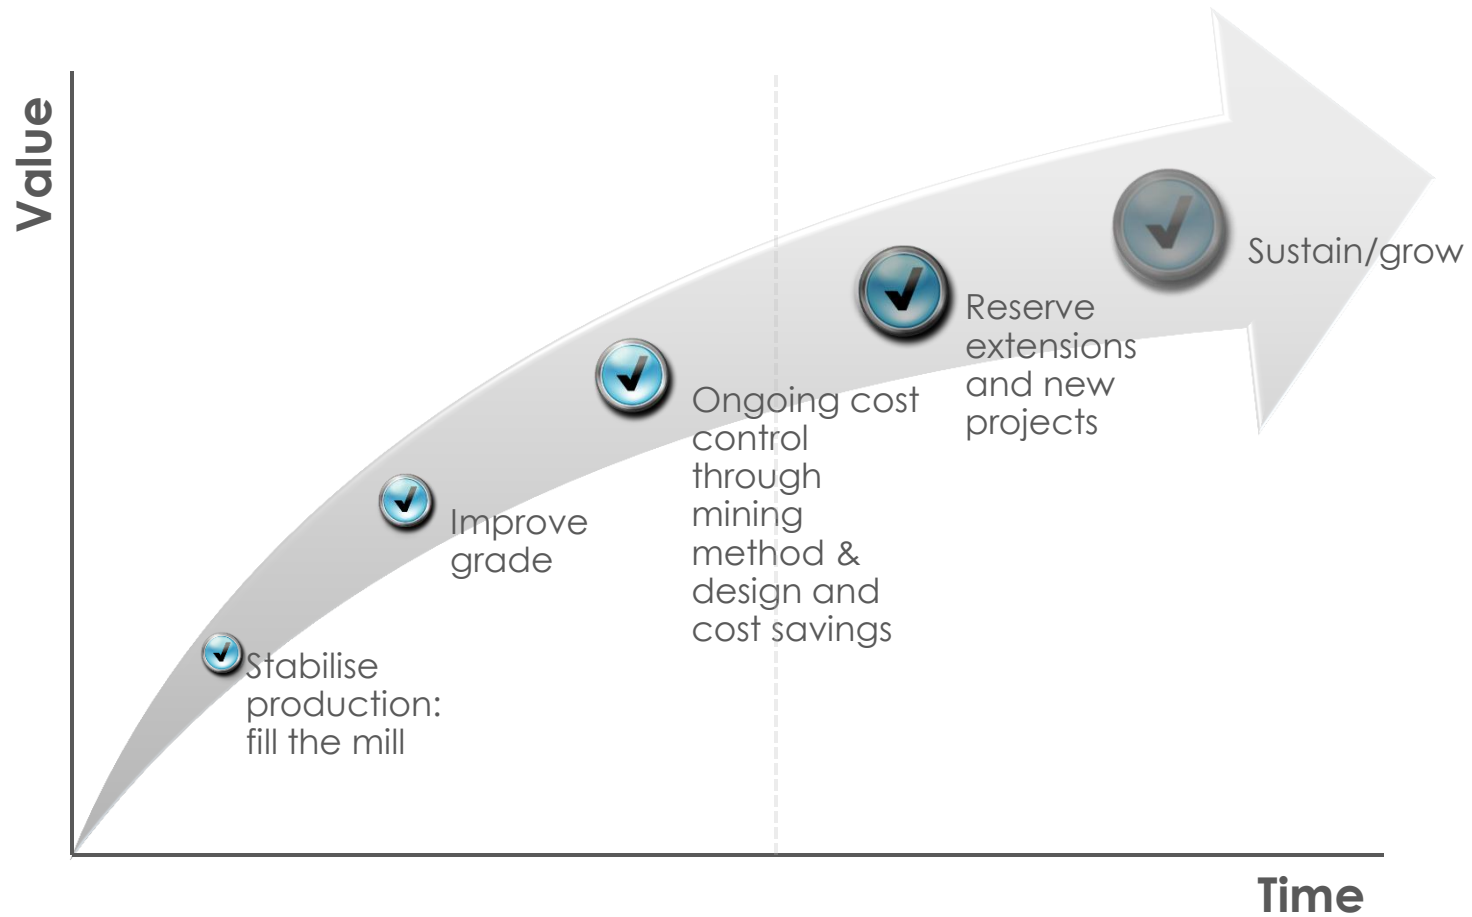 Value
Sustain/grow
Reserve
extensions
and new
projects
Ongoing cost
control
through
mining
method &
design and
cost savings
Improve
grade
Stabilise
production:
fill the mill
Time